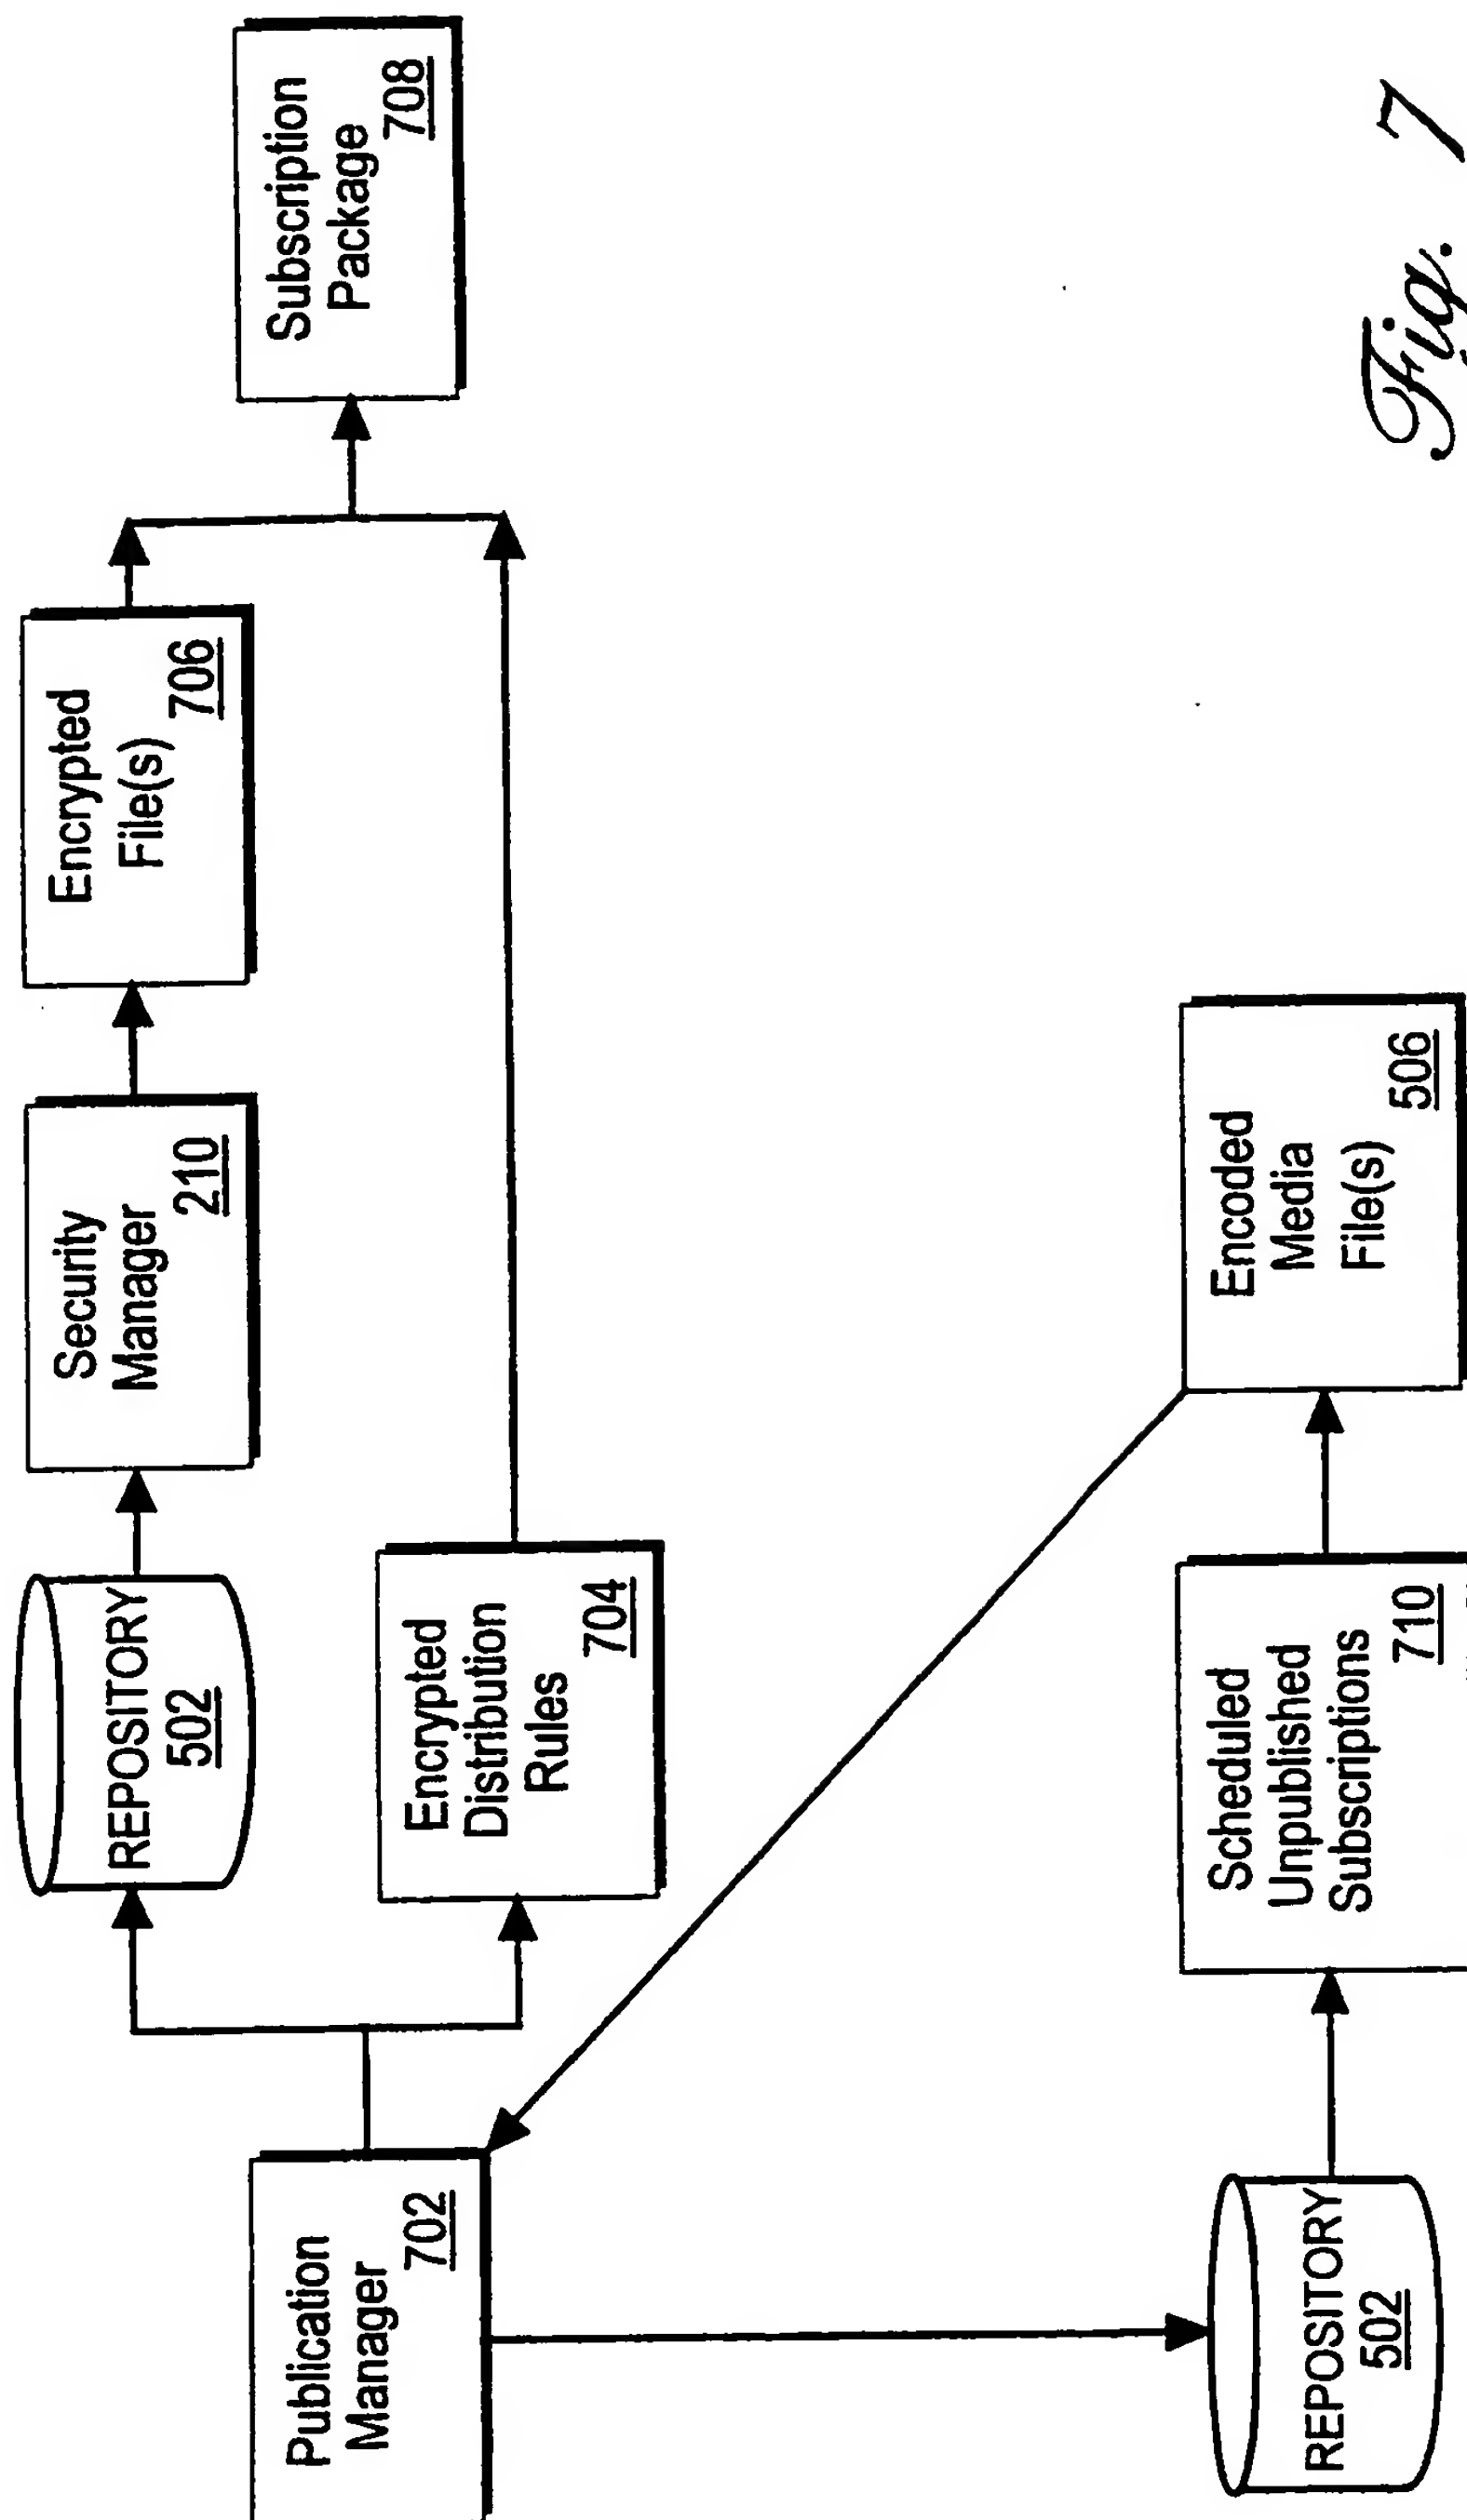 Publication
Manager
702
REPOSITORY
502
Security
Manager
210
Encrypted
File(s)
706
Encrypted
Distribution
Rules
704
Subscription
Package
708
REPOSITORY
502
Scheduled
Unpublished
Subscriptions
710
Encoded
Media
File(s)
506
Fig. 7